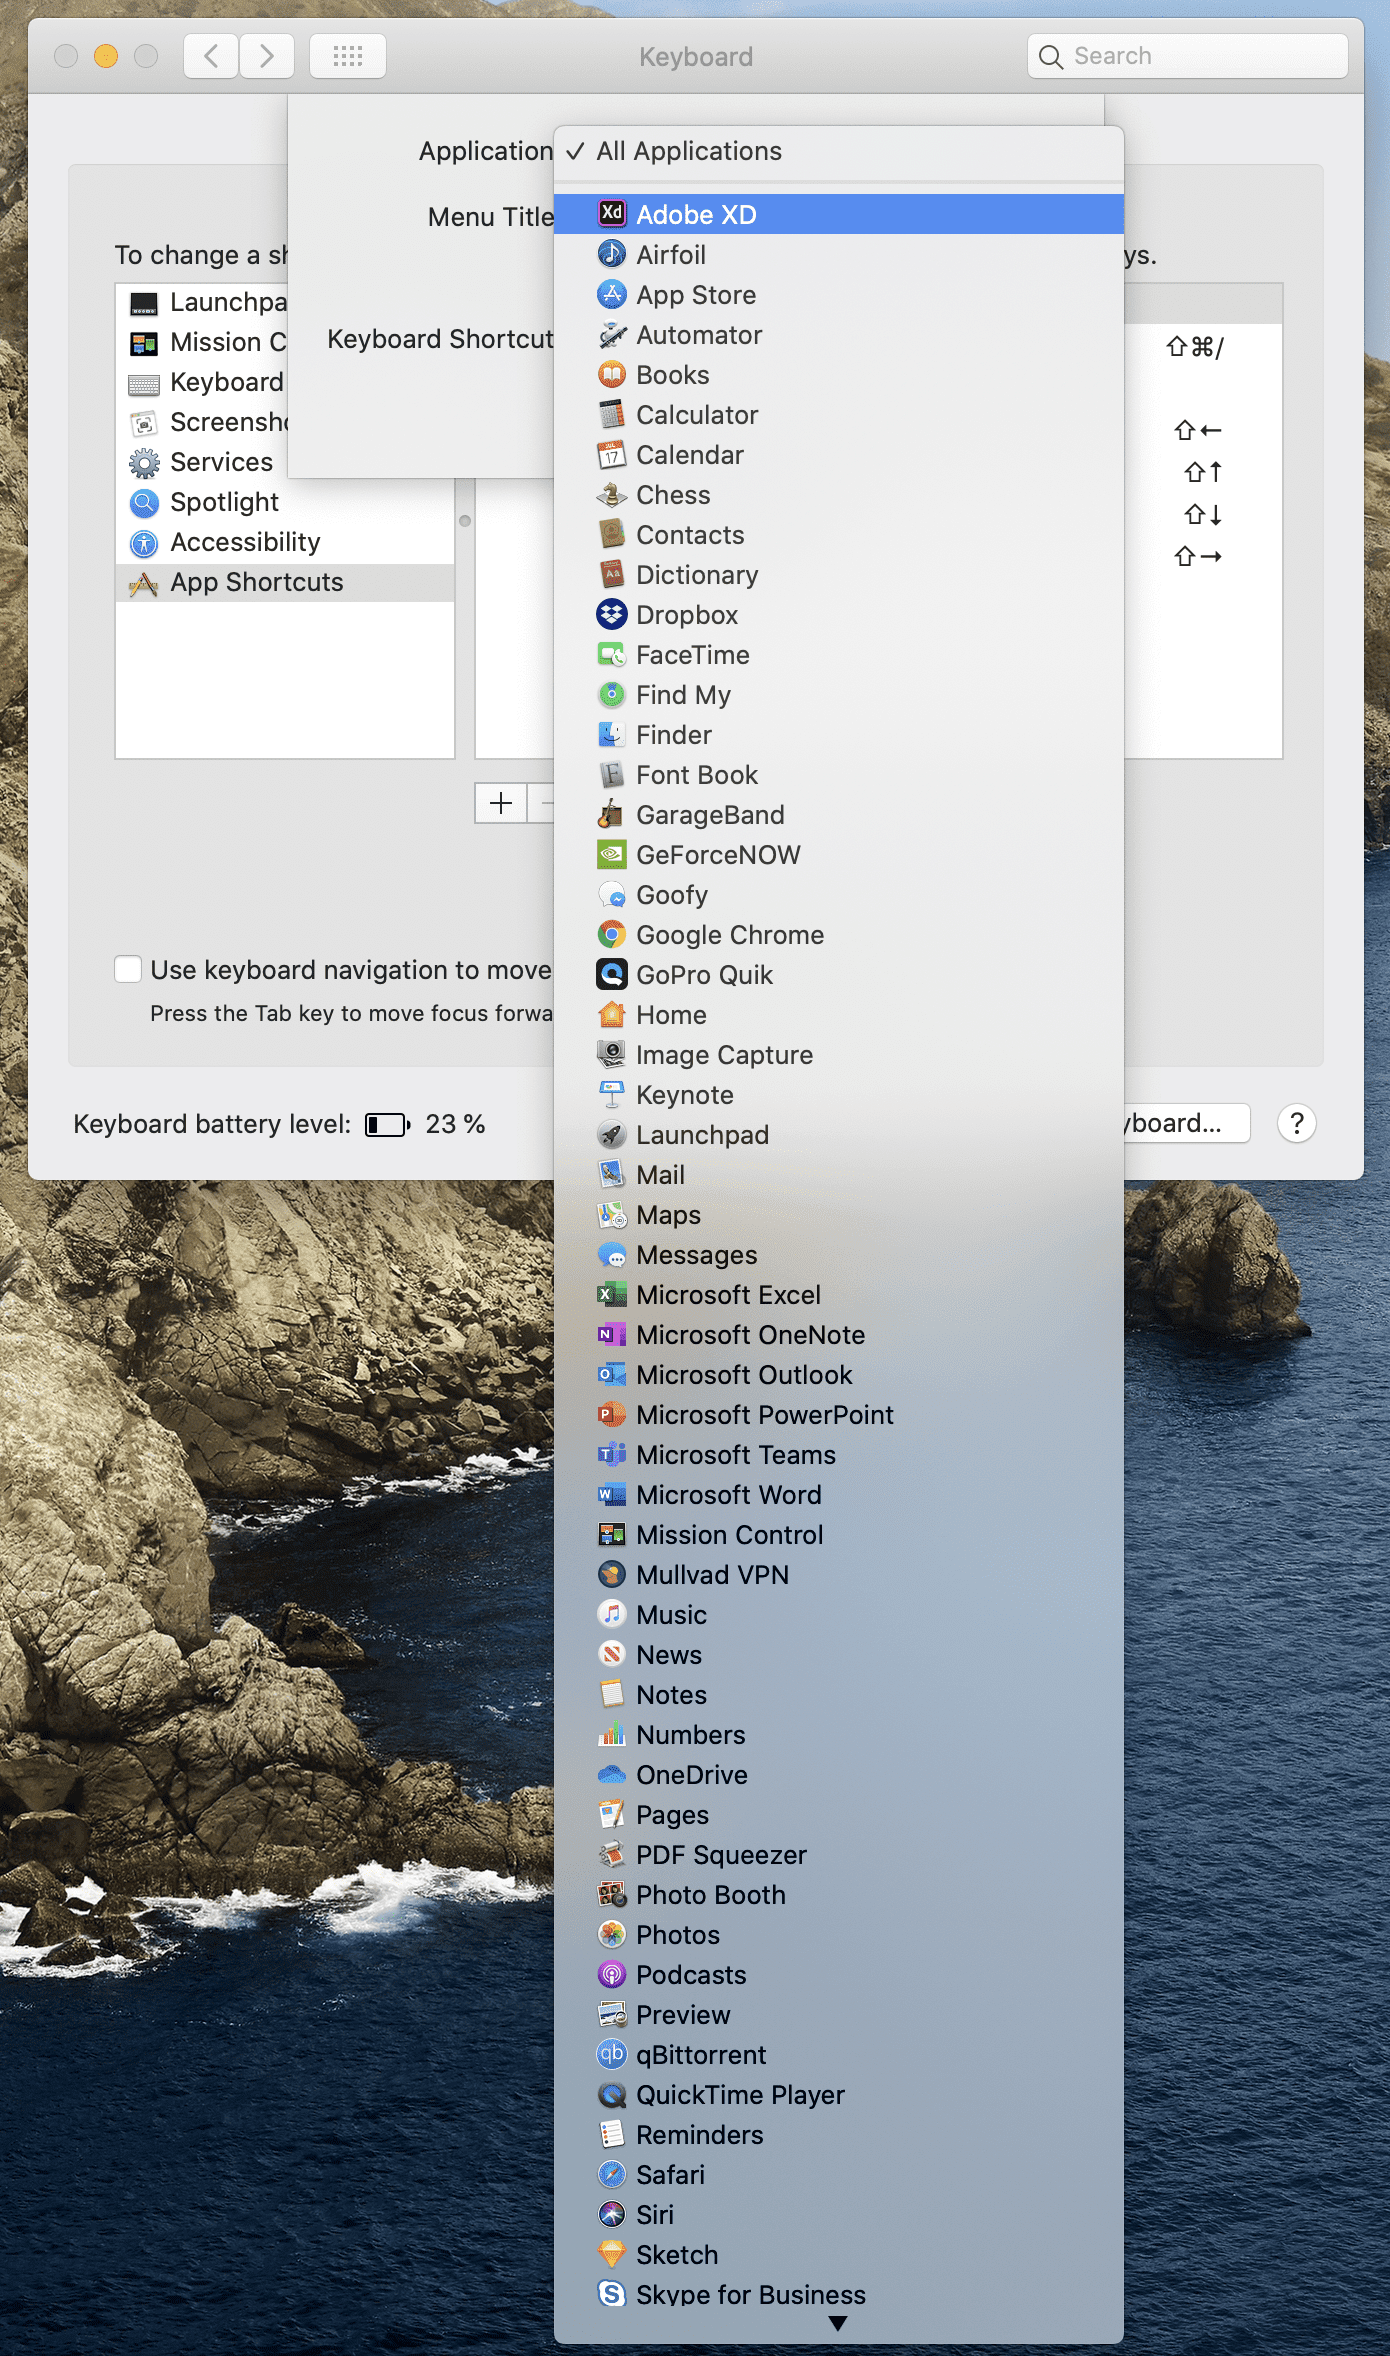 Keyboard
Search
Application
✓ All Applications
Menu Title
Adobe XD
To change a sh
Airfoil
ys.
App Store
Launchpa
Automator
Mission C
Keyboard Shortcut
⇧⌘/
Keyboard
Books
Screensho
Calculator
⇧←
Services
Calendar
⇧↑
Spotlight
Chess
⇧↓
Accessibility
Contacts
⇧→
App Shortcuts
Dictionary
Dropbox
FaceTime
Find My
Finder
Font Book
GarageBand
GeForceNOW
Goofy
Google Chrome
Use keyboard navigation to move
GoPro Quik
Press the Tab key to move focus forwa
Home
Image Capture
Keynote
Keyboard battery level: 23 %
Launchpad
yboard...
?
Mail
Maps
Messages
Microsoft Excel
Microsoft OneNote
Microsoft Outlook
Microsoft PowerPoint
Microsoft Teams
Microsoft Word
Mission Control
Mullvad VPN
Music
News
Notes
Numbers
OneDrive
Pages
PDF Squeezer
Photo Booth
Photos
Podcasts
Preview
qBittorrent
QuickTime Player
Reminders
Safari
Siri
Sketch
Skype for Business